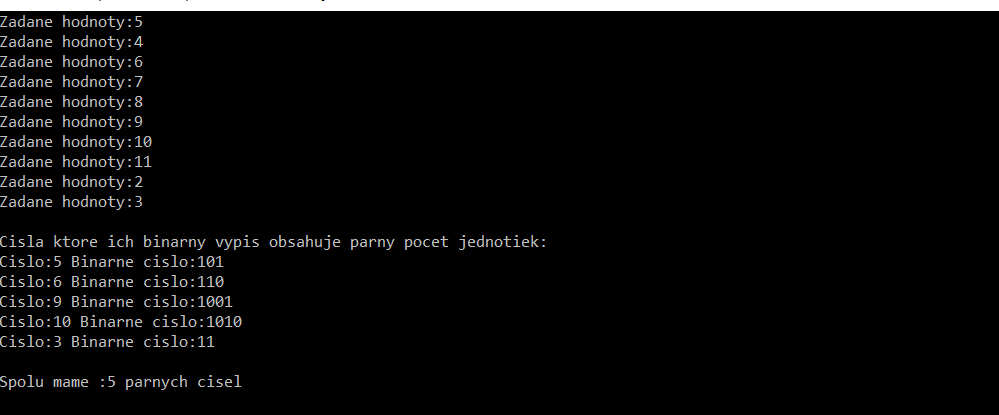 Zadane hodnoty:5
Zadane hodnoty:4
Zadane hodnoty:6
Zadane hodnoty:7
Zadane hodnoty:8
Zadane hodnoty:9
Zadane hodnoty:10
Zadane hodnoty:11
Zadane hodnoty:2
Zadane hodnoty:3
Cisla ktore ich binarny vypis obsahuje parny pocet jednotiek:
Cislo:5 Binarne cislo:101
Cislo:6 Binarne cislo:110
Cislo:9 Binarne cislo:1001
Cislo:10 Binarne cislo:1010
Cislo:3 Binarne cislo:11
Spolu mame :5 parnych cisel